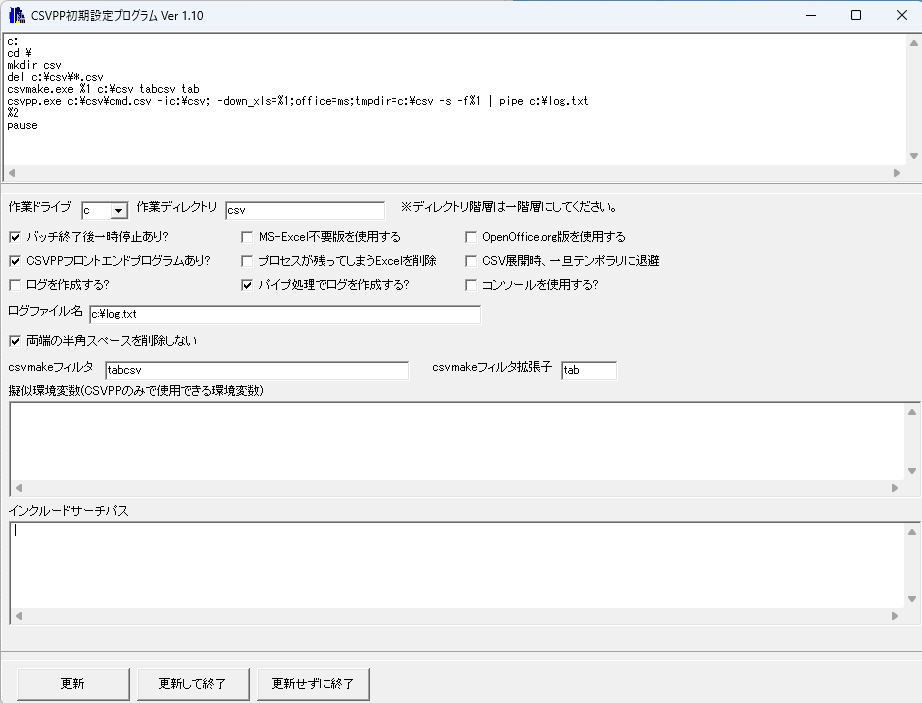 CSVPP初期設定プログラム Ver 1.10
c:
cd ¥
mkdir csv
del c:¥csv¥*.csv
csvmake.exe %1 c:¥csv tabcsv tab
csvpp.exe c:¥csv¥cmd.csv -ic:¥csv; -down_xls=%1;office=ms;tmpdir=c:¥csv -s -f%1 | pipe c:¥log.txt
%2
pause
作業ドライブ c 作業ディレクトリ csv ※ディレクトリ階層は一階層にしてください。
バッチ終了後一時停止あり? MS-Excel不要版を使用する OpenOffice.org版を使用する
CSVPPフロントエンドプログラムあり? プロセスが残ってしまうExcelを削除 CSV展開時、一旦テンポラリに退避
ログを作成する? パイプ処理でログを作成する? コンソールを使用する?
ログファイル名 c:¥log.txt
両端の半角スペースを削除しない
csvmakeフィルタ tabcsv csvmakeフィルタ拡張子 tab
擬似環境変数(CSVPPのみで使用できる環境変数)
インクルードサーチパス
更新 更新して終了 更新せずに終了